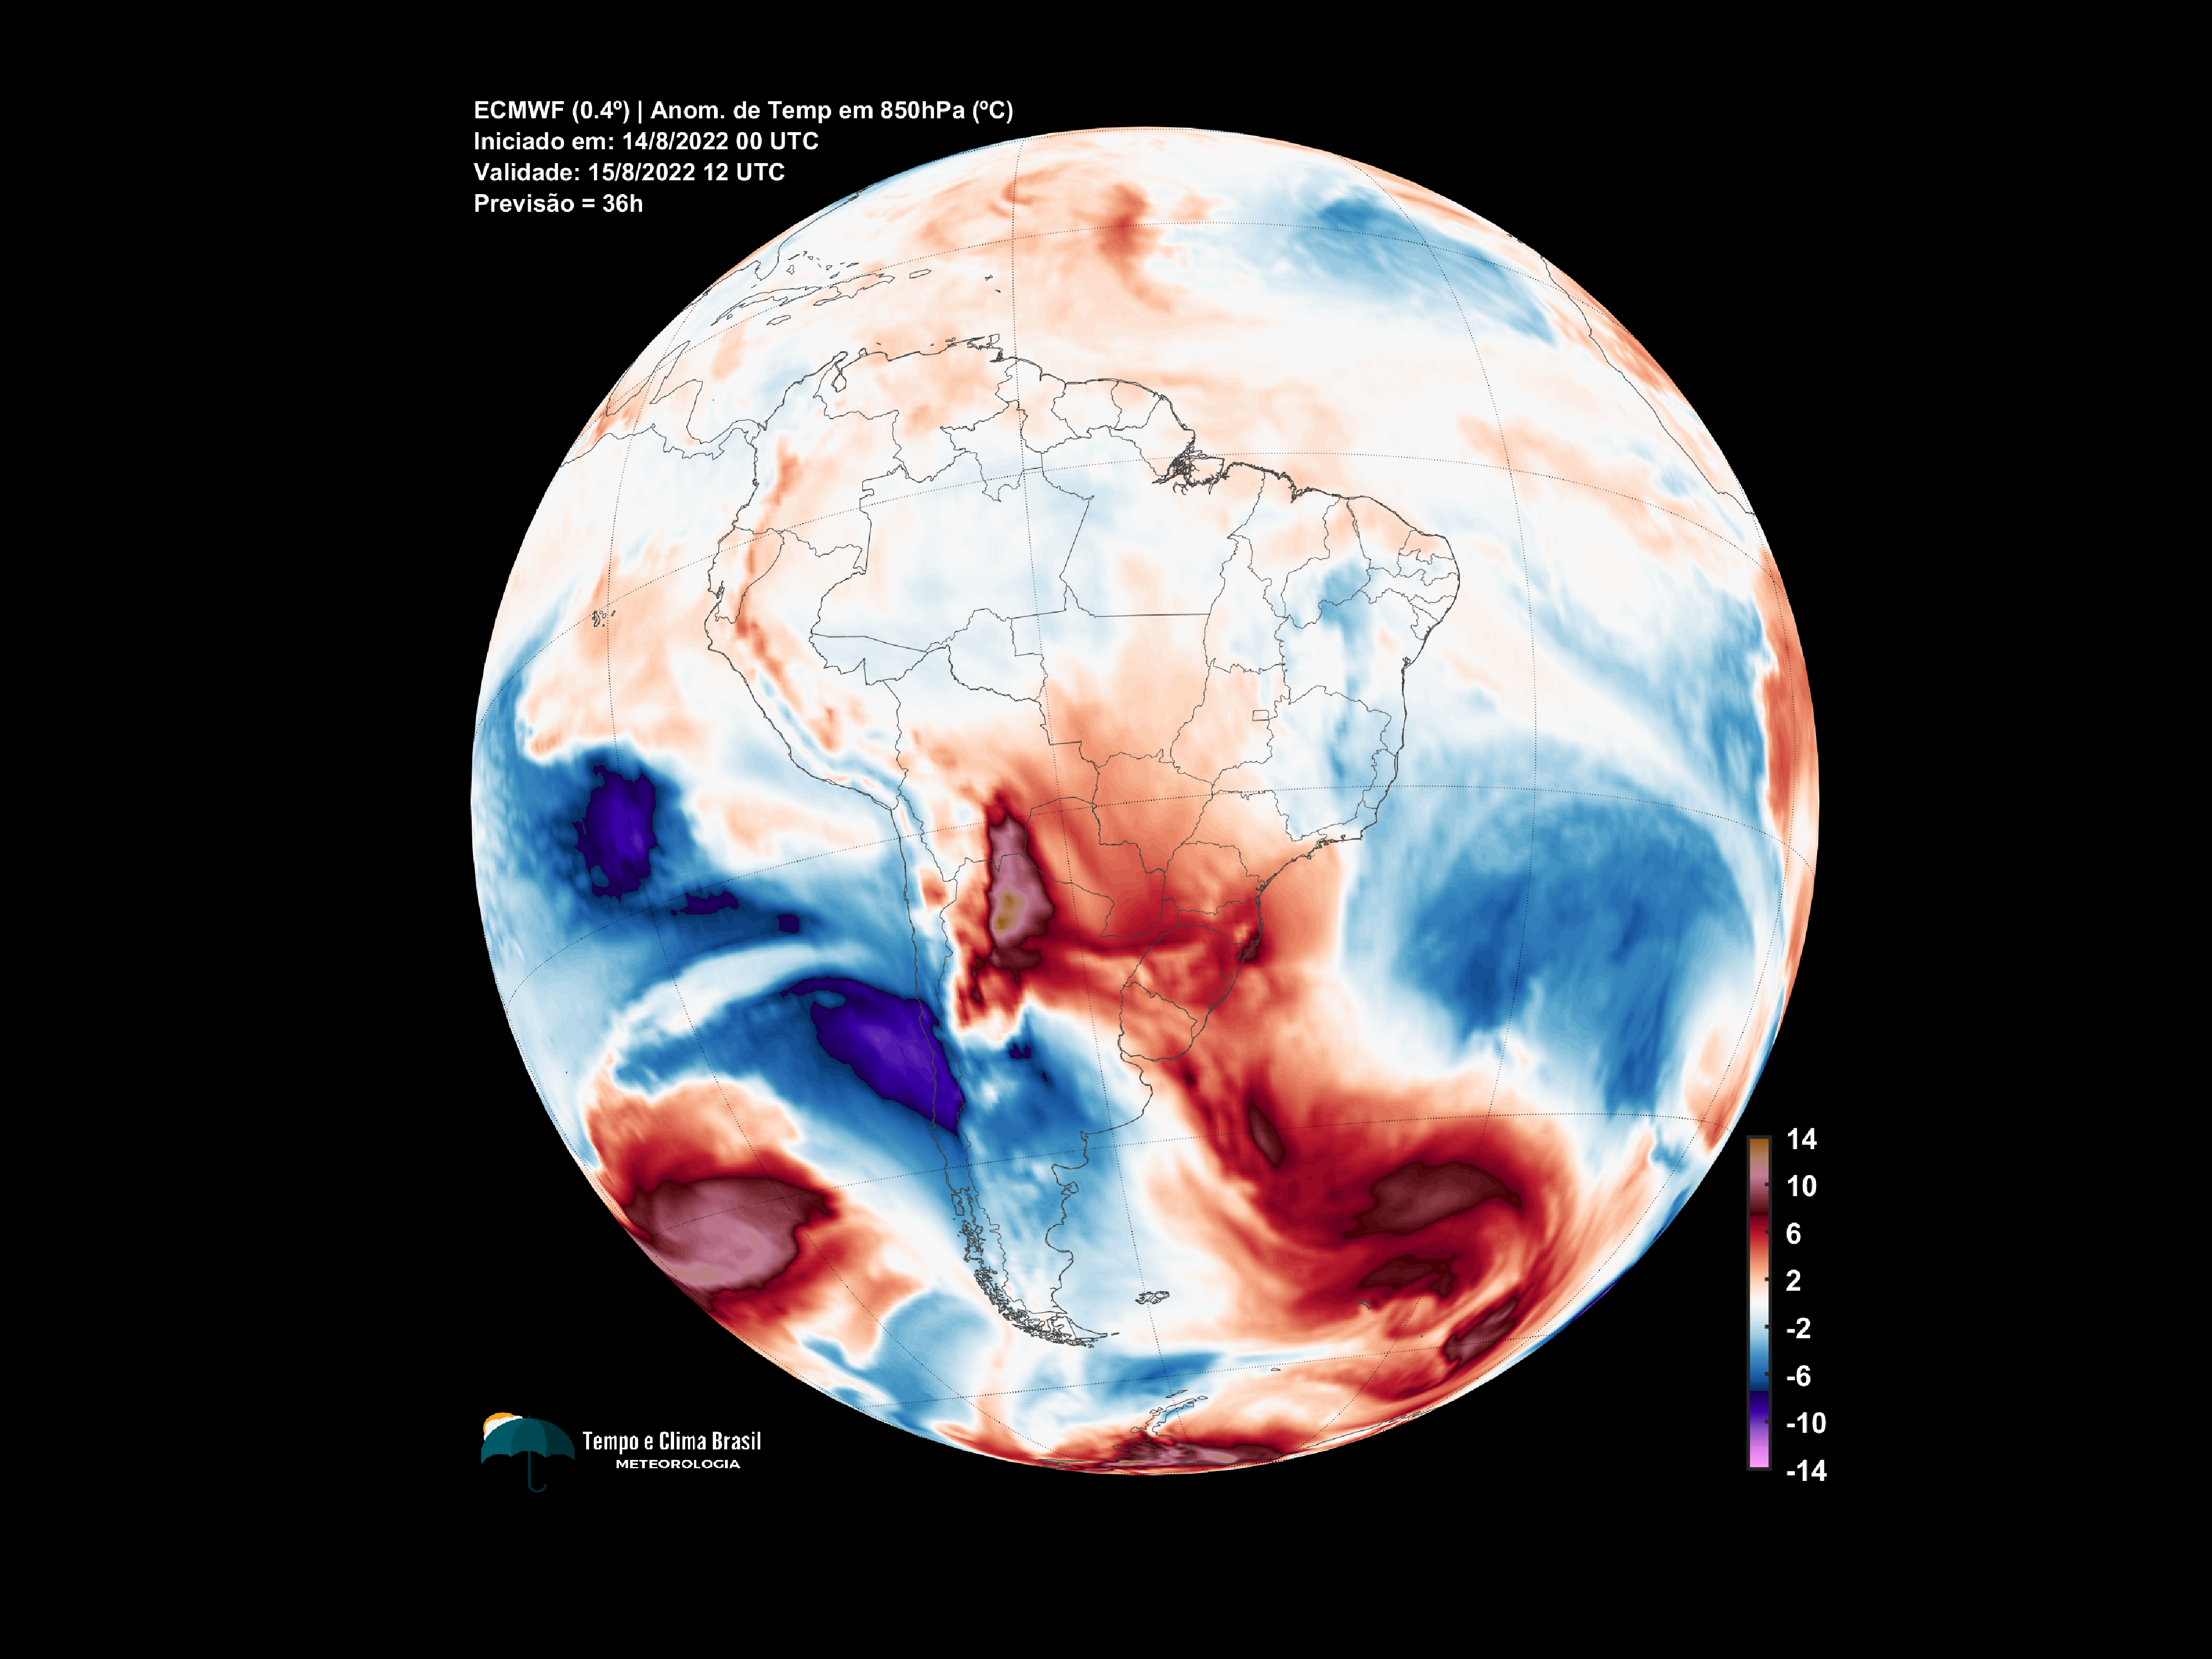 ECMWF (0.4º) | Anom. de Temp em 850hPa (ºC)
Iniciado em: 14/8/2022 00 UTC
Validade: 15/8/2022 12 UTC
Previsão = 36h
14
10
6
2
-2
-6
-10
-14
Tempo e Clima Brasil
METEOROLOGIA